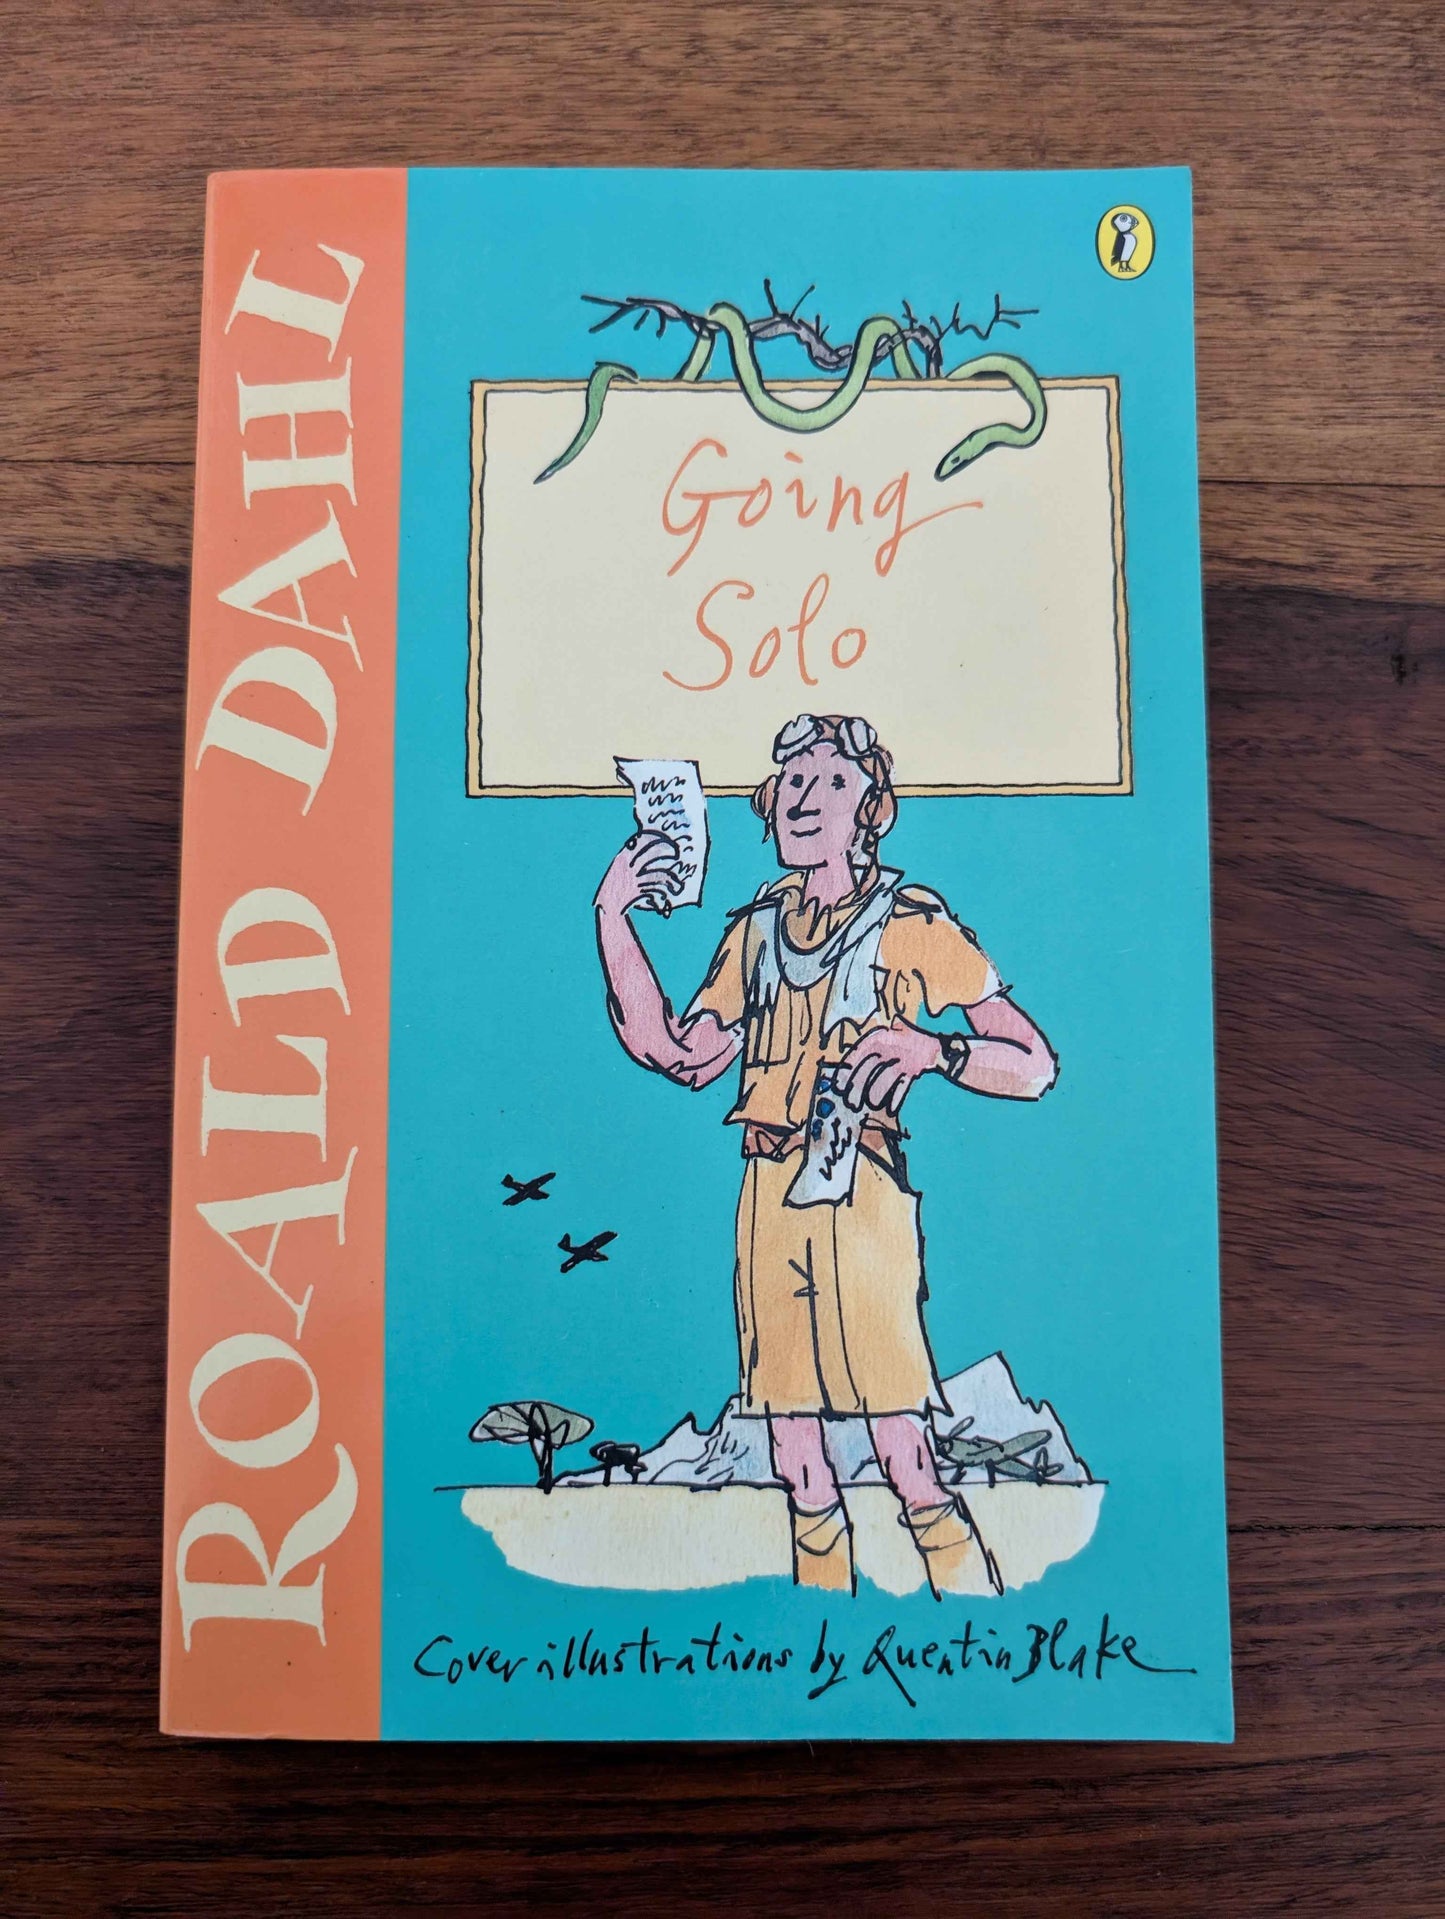 ROALD DAHL
Going
Solo
Cover illustrations by Quentin Blake